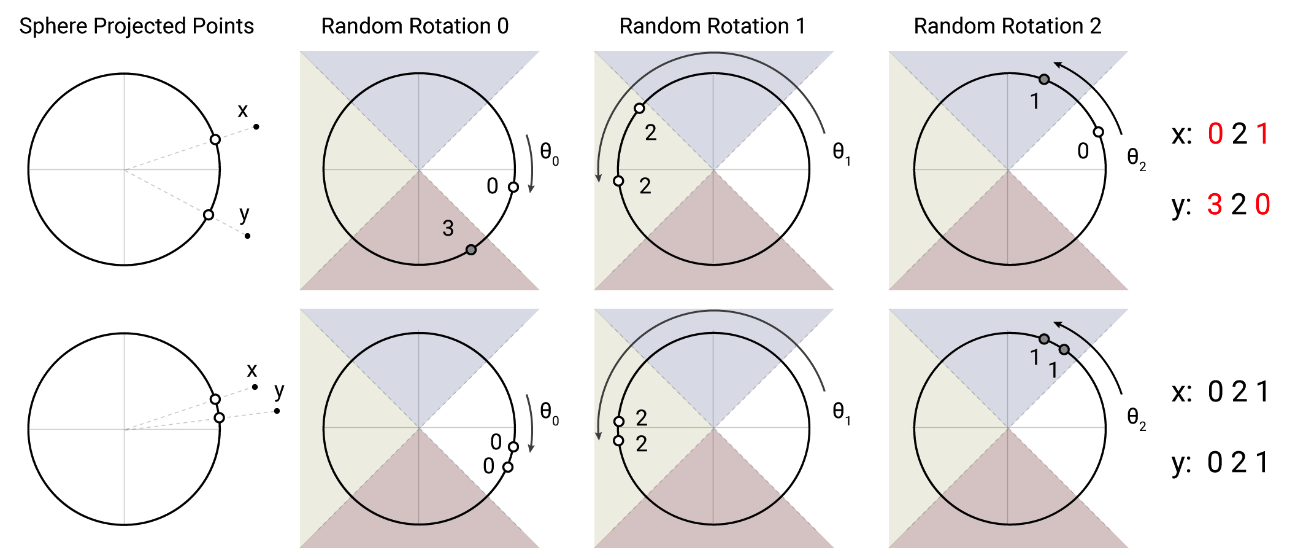 Sphere Projected Points
Random Rotation 0
Random Rotation 1
Random Rotation 2
x
y
0
3
θ0
2
2
θ1
1
0
θ2
x: 0 2 1
y: 3 2 0
x
y
0
0
θ0
2
2
θ1
1
1
θ2
x: 0 2 1
y: 0 2 1